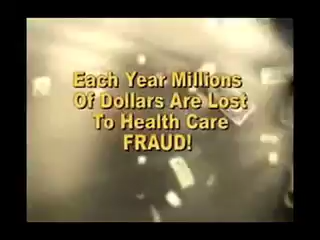 Each Year Millions
Of Dollars Are Lost
To Health Care
FRAUD!